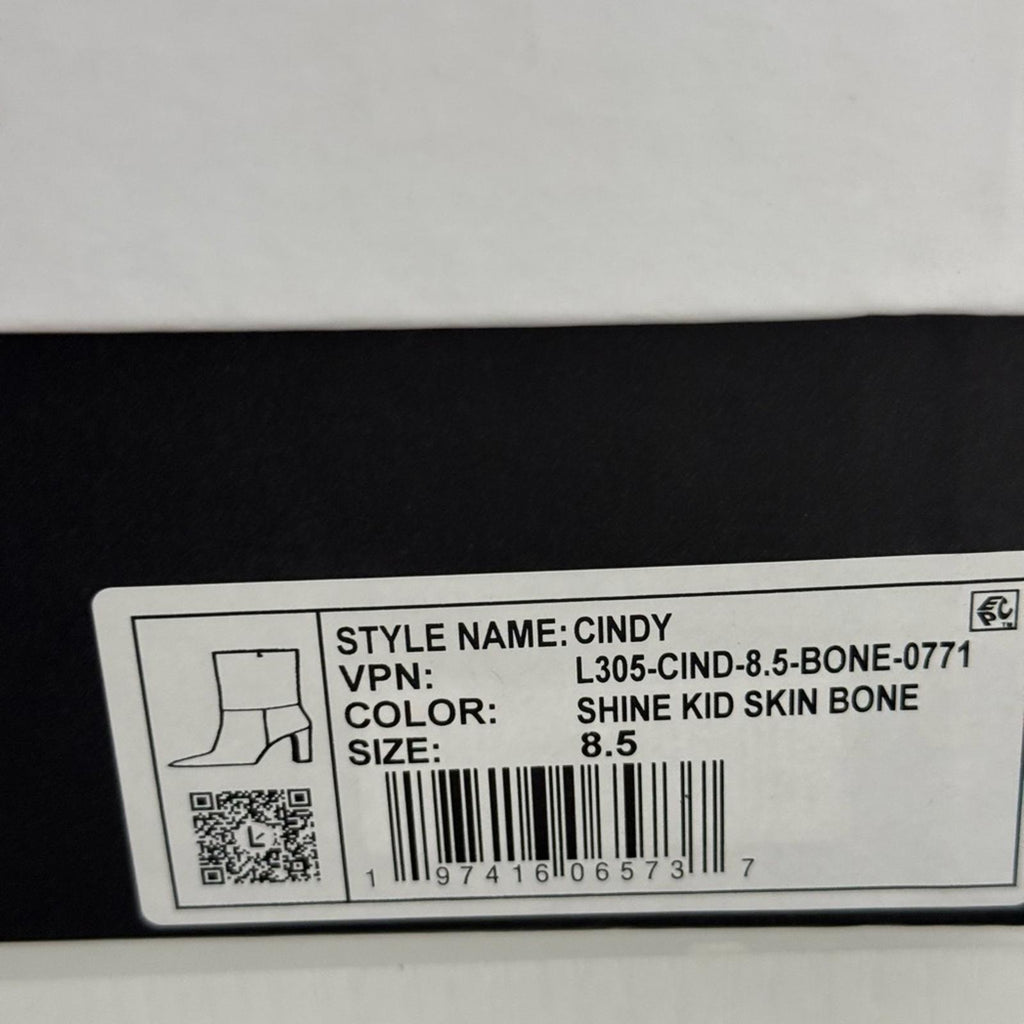 STYLE NAME: CINDY
VPN: L305-CIND-8.5-BONE-0771
COLOR: SHINE KID SKIN BONE
SIZE: 8.5
1 97416 06573 7
EPC™